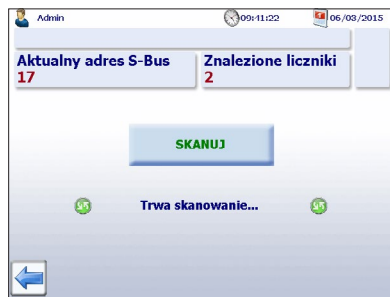 Admin
09:41:22
06/03/2015
Aktualny adres S-Bus
17
Znalezione liczniki
2
SKANUJ
Trwa skanowanie...